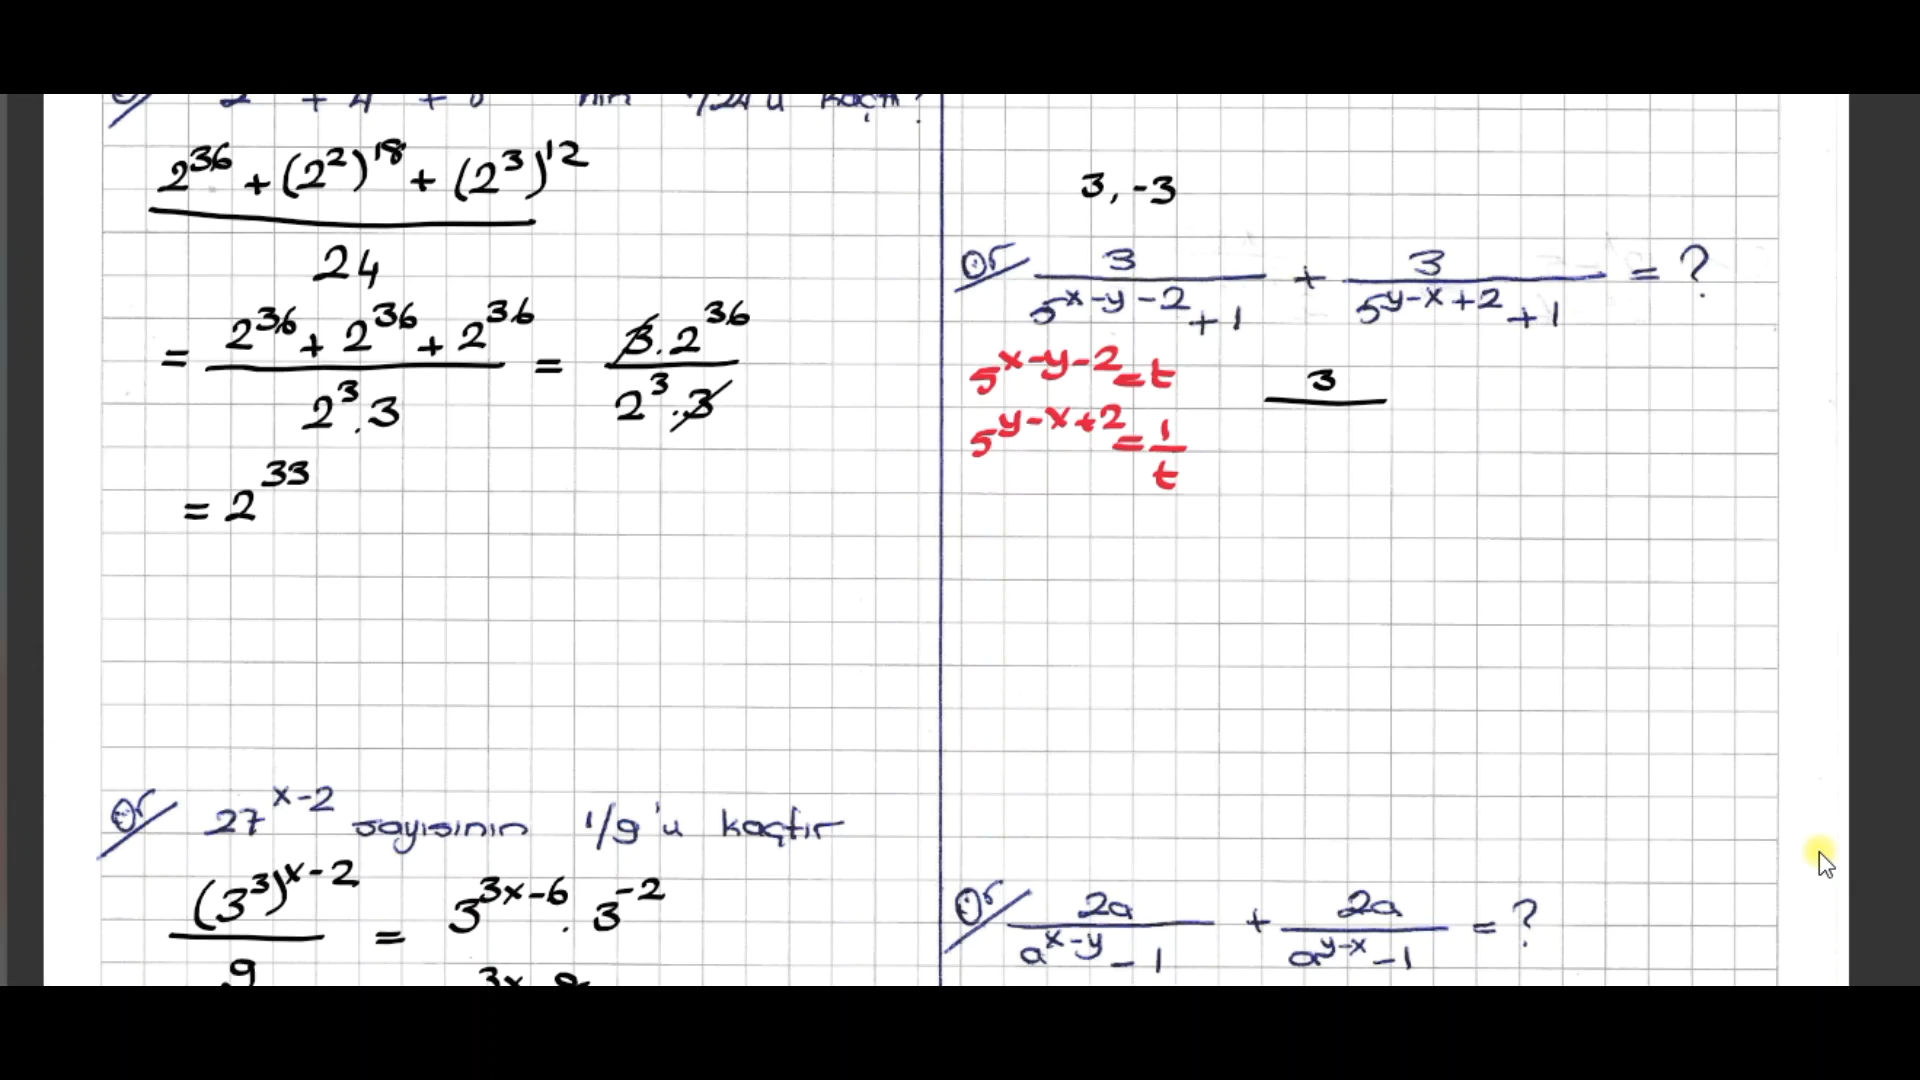 2^36 + (2^2)^18 + (2^3)^12
24
= 2^36 + 2^36 + 2^36 / 2^3.3 = 3.2^36 / 2^3.3
= 2^33
Ör 27^x-2 sayısının 1/9'u kaçtır
(3^3)^x-2 / 9 = 3^3x-6 . 3^-2
3, -3
Ör 3 / 5^x-y-2 + 1 + 3 / 5^y-x+2 + 1 = ?
5^x-y-2 = t
3
5^y-x+2 = 1/t
Ör 2a / a^x-y - 1 + 2a / a^y-x - 1 = ?